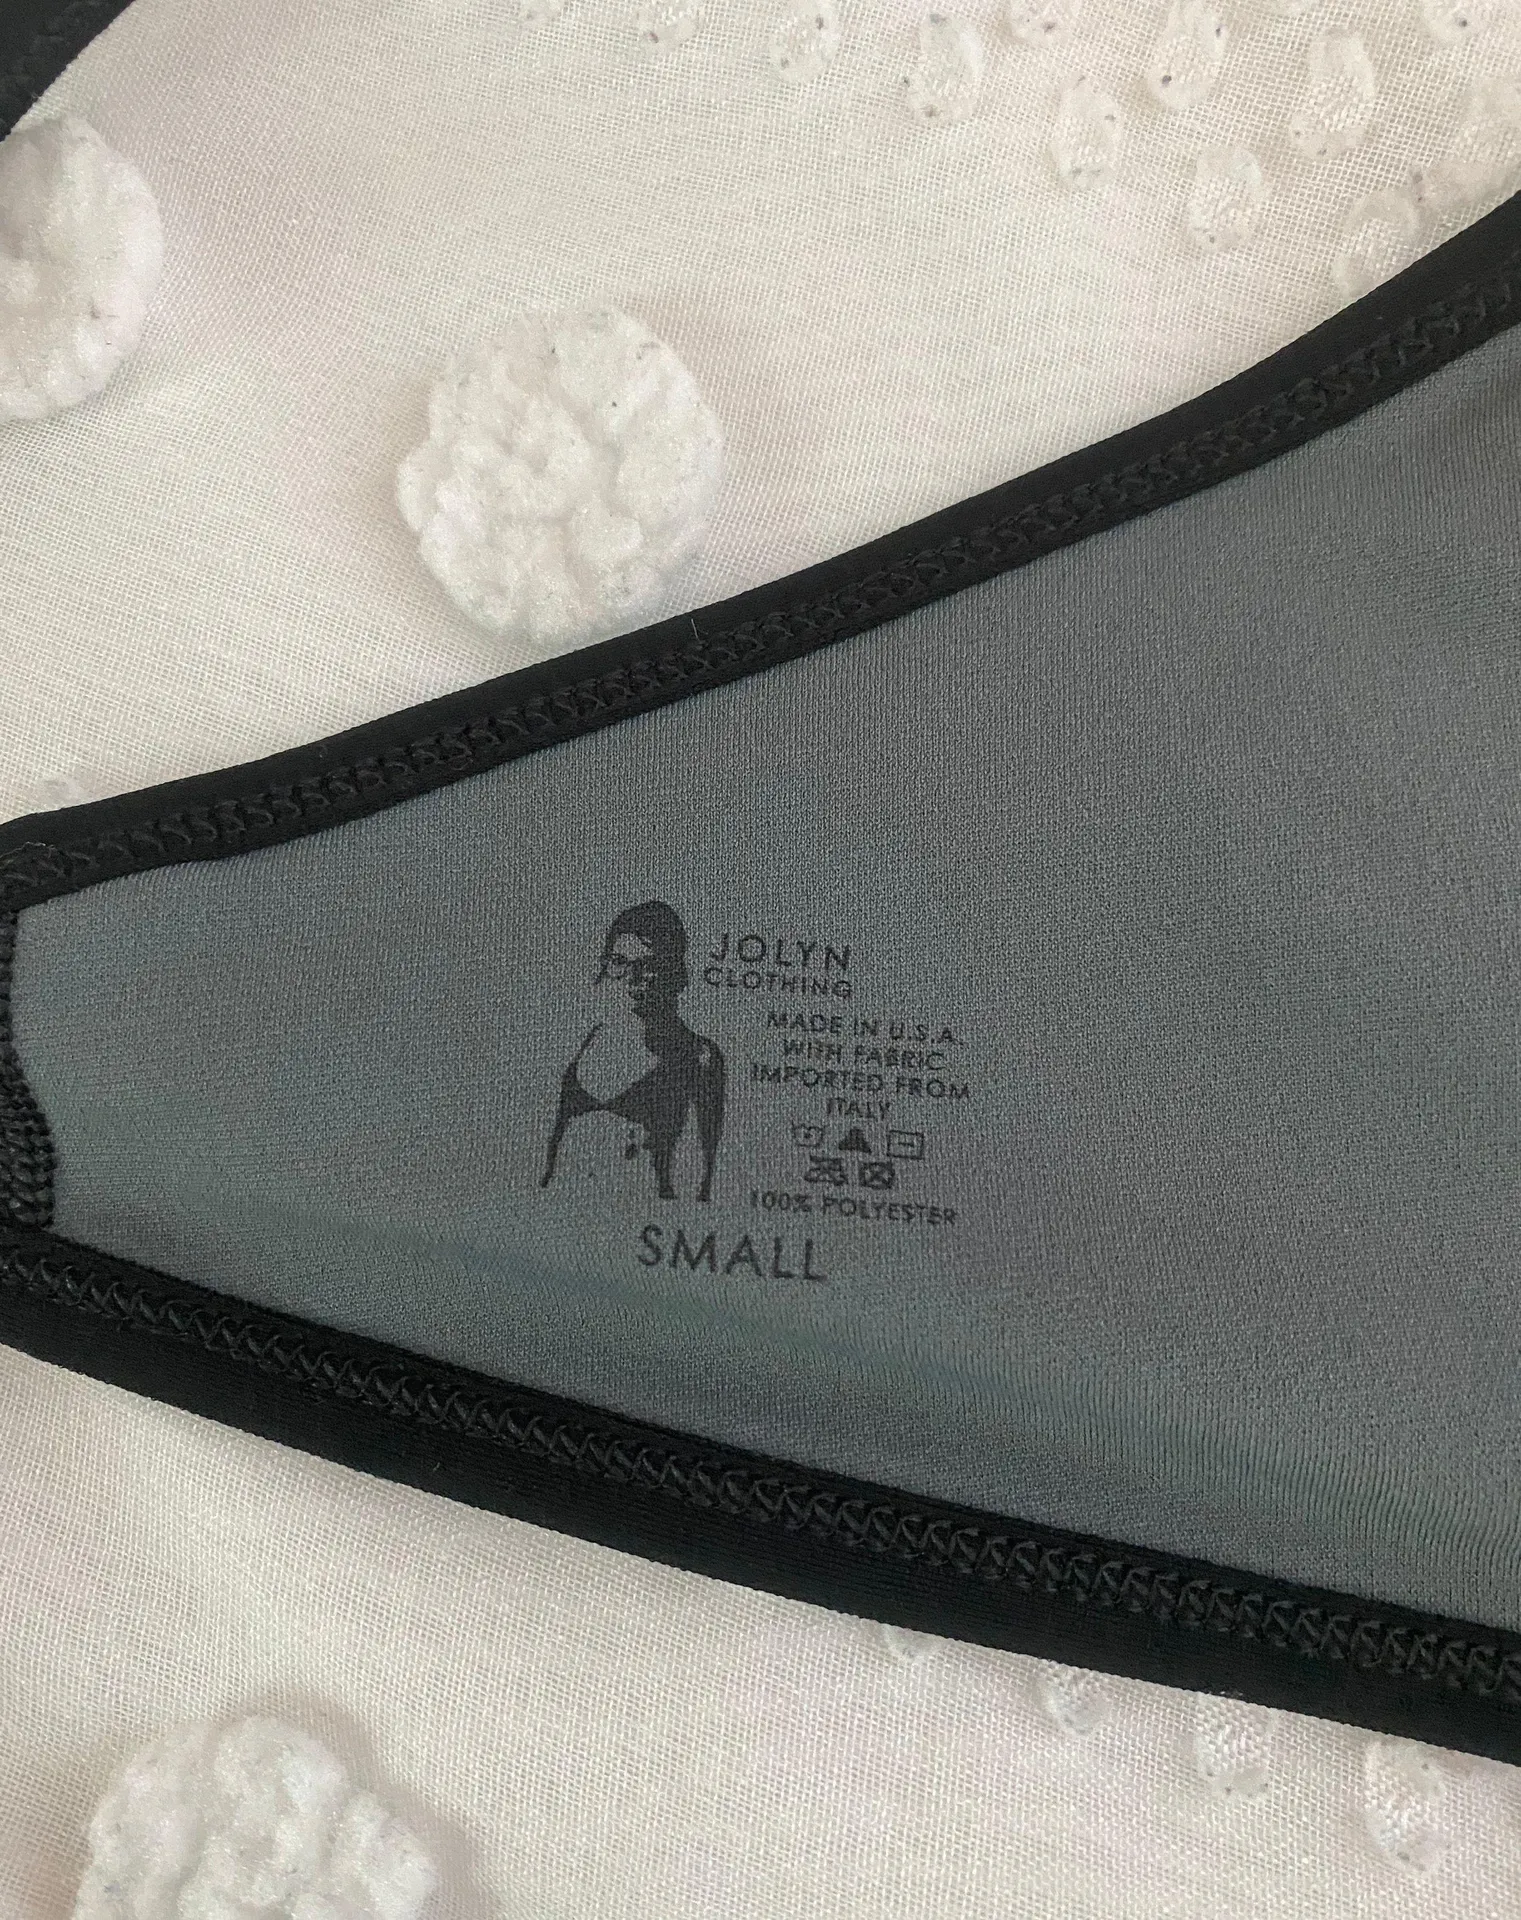 JOLYN
CLOTHING
MADE IN U.S.A.
WITH FABRIC
IMPORTED FROM
ITALY
100% POLYESTER
SMALL